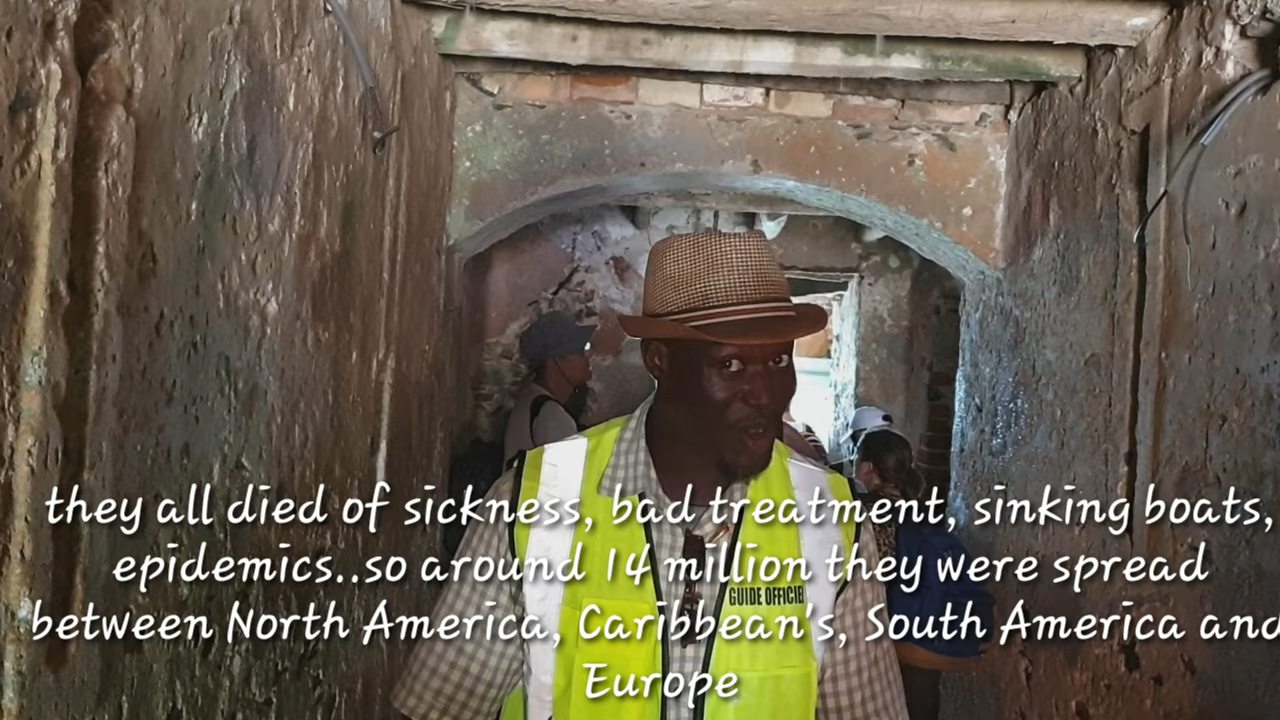 they all died of sickness, bad treatment, sinking boats,
epidemics..so around 14 million they were spread
between North America, Caribbean's, South America and
Europe
GUIDE OFFICIEL